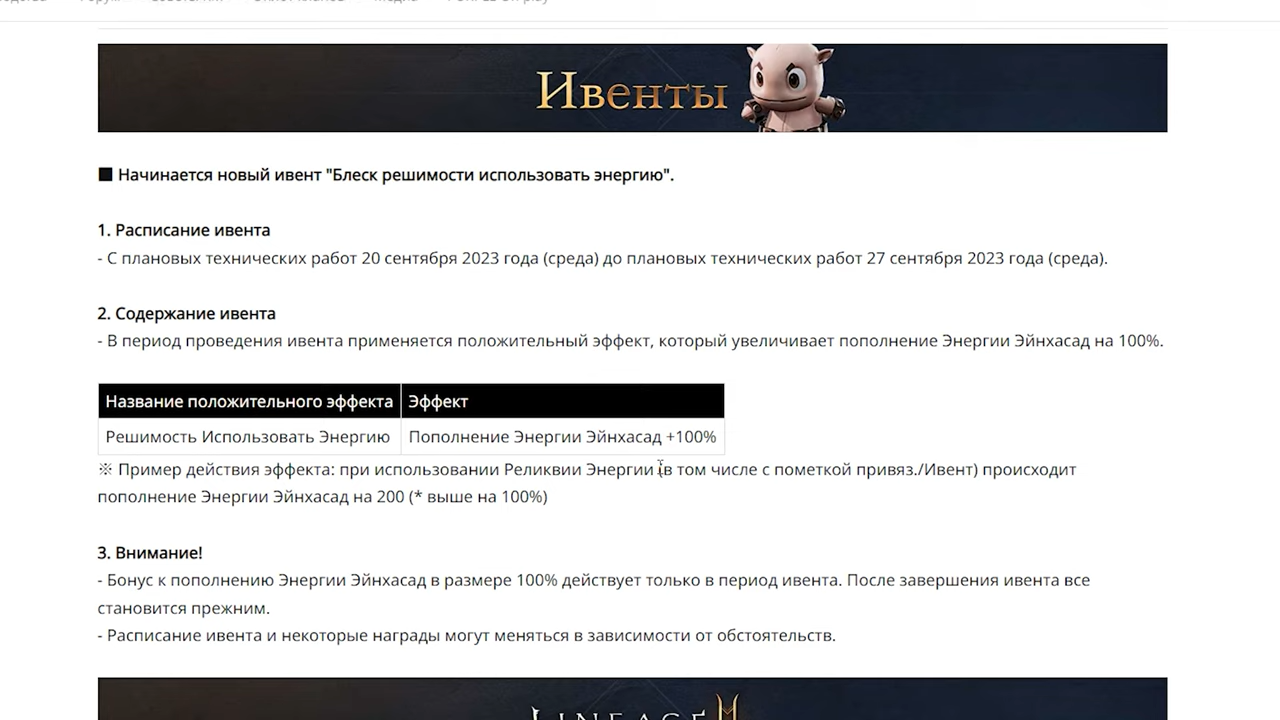 Ивенты
■ Начинается новый ивент "Блеск решимости использовать энергию".
1. Расписание ивента
- С плановых технических работ 20 сентября 2023 года (среда) до плановых технических работ 27 сентября 2023 года (среда).
2. Содержание ивента
- В период проведения ивента применяется положительный эффект, который увеличивает пополнение Энергии Эйнхасад на 100%.
Название положительного эффекта Эффект
Решимость Использовать Энергию Пополнение Энергии Эйнхасад +100%
※ Пример действия эффекта: при использовании Реликвии Энергии (в том числе с пометкой привяз./Ивент) происходит
пополнение Энергии Эйнхасад на 200 (* выше на 100%)
3. Внимание!
- Бонус к пополнению Энергии Эйнхасад в размере 100% действует только в период ивента. После завершения ивента все
становится прежним.
- Расписание ивента и некоторые награды могут меняться в зависимости от обстоятельств.
LINEAGE M